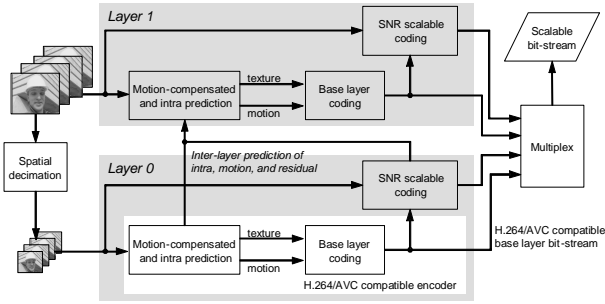 Layer 1
SNR scalable
coding
Scalable
bit-stream
Motion-compensated
and intra prediction
texture
motion
Base layer
coding
Multiplex
Spatial
decimation
Inter-layer prediction of
intra, motion, and residual
Layer 0
SNR scalable
coding
Motion-compensated
and intra prediction
texture
motion
Base layer
coding
H.264/AVC compatible
base layer bit-stream
H.264/AVC compatible encoder